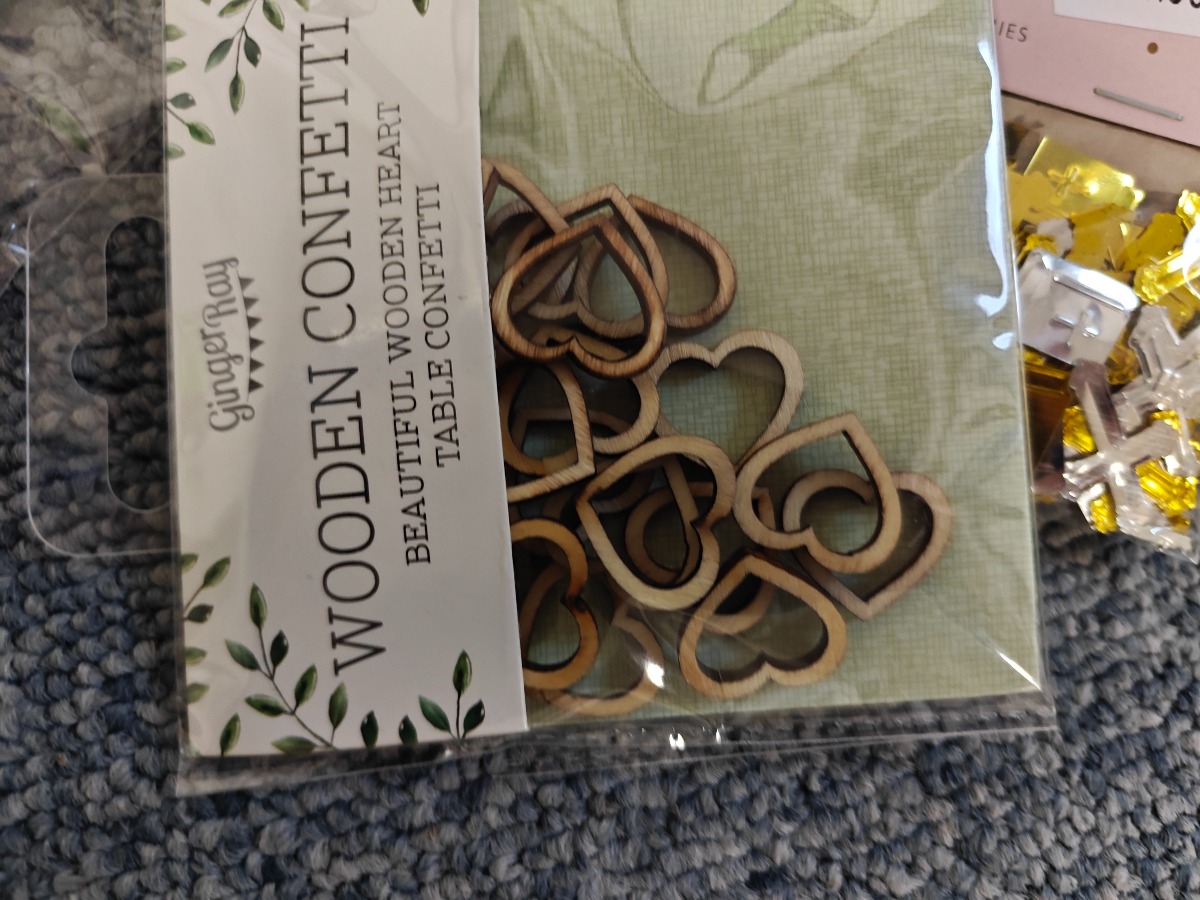 Ginger Ray
WOODEN CONFETTI
BEAUTIFUL WOODEN HEART
TABLE CONFETTI